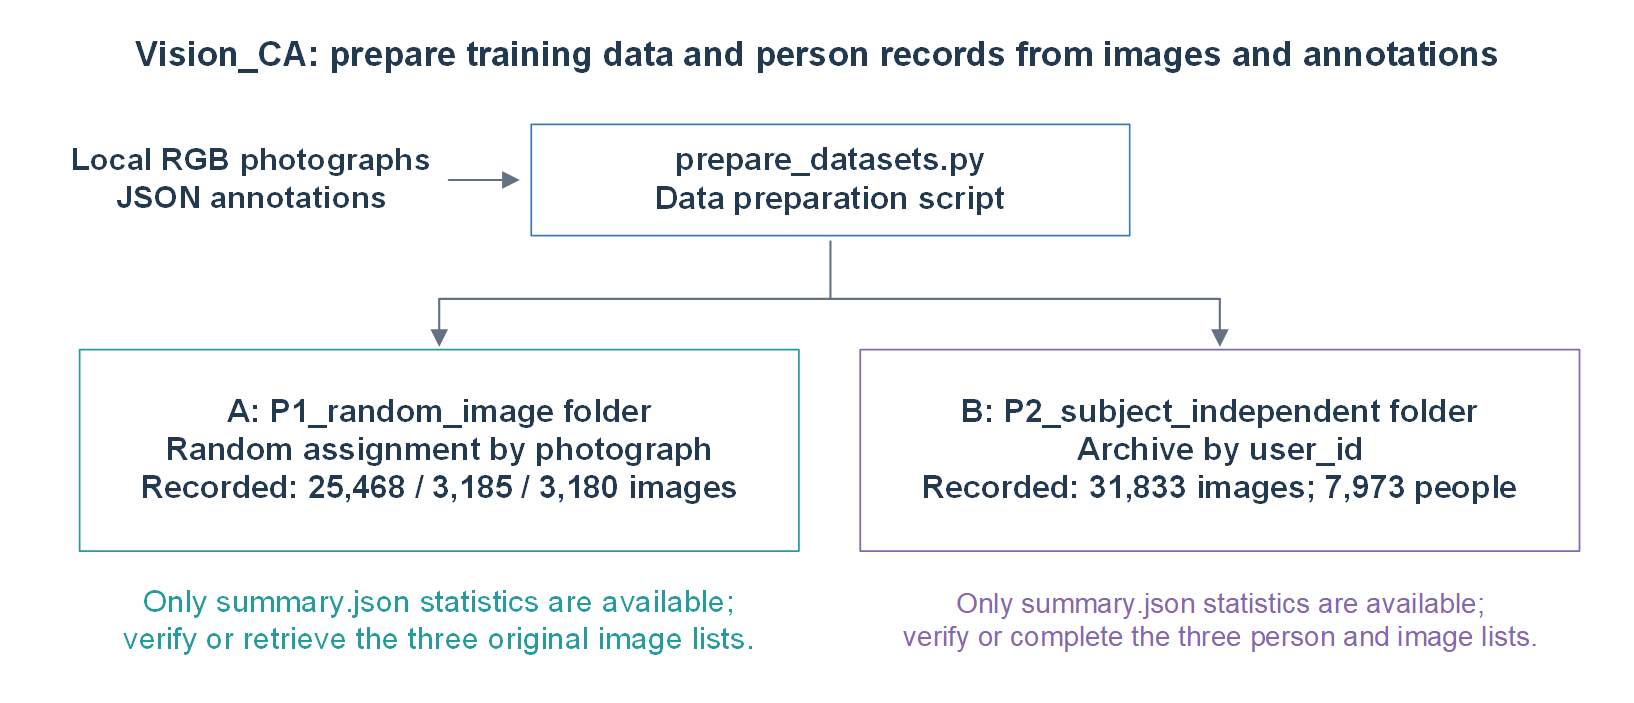 Vision_CA: prepare training data and person records from images and annotations
Local RGB photographs
JSON annotations
prepare_datasets.py
Data preparation script
A: P1_random_image folder
Random assignment by photograph
Recorded: 25,468 / 3,185 / 3,180 images
B: P2_subject_independent folder
Archive by user_id
Recorded: 31,833 images; 7,973 people
Only summary.json statistics are available;
verify or retrieve the three original image lists.
Only summary.json statistics are available;
verify or complete the three person and image lists.